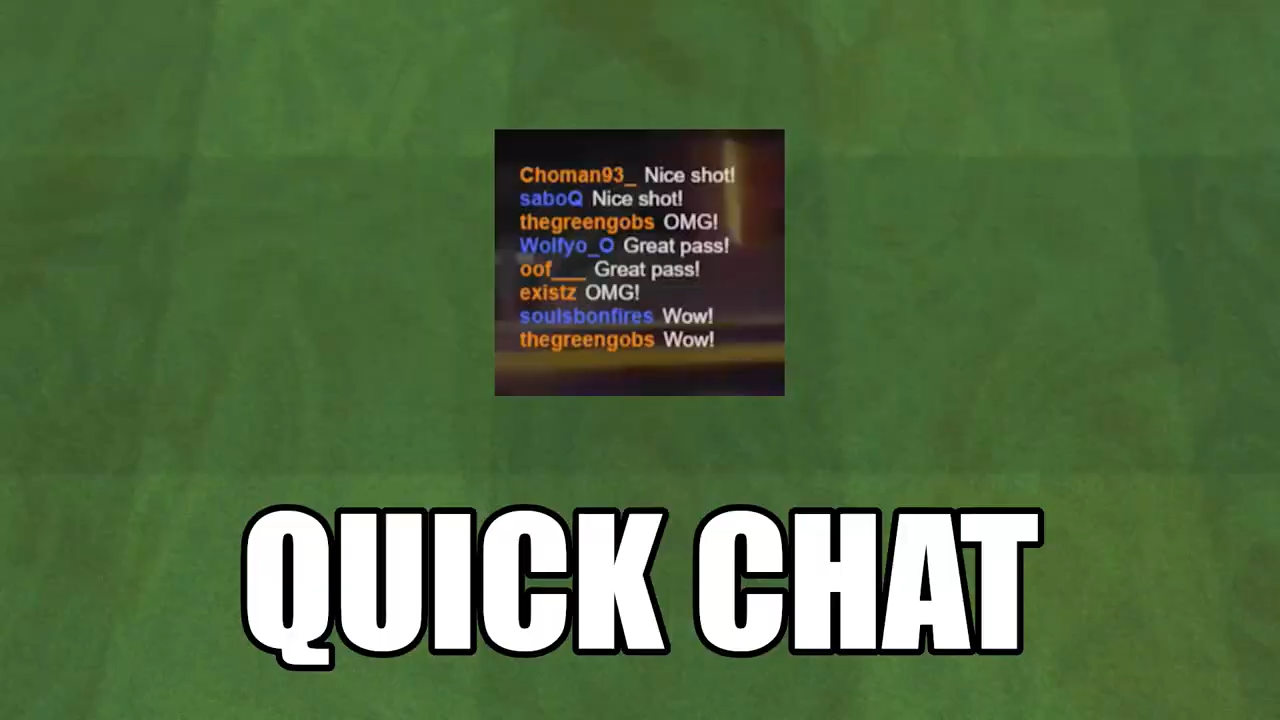 Choman93_ Nice shot!
saboQ Nice shot!
thegreengobs OMG!
Wolfyo_O Great pass!
oof___ Great pass!
existz OMG!
soulsbonfires Wow!
thegreengobs Wow!
QUICK CHAT